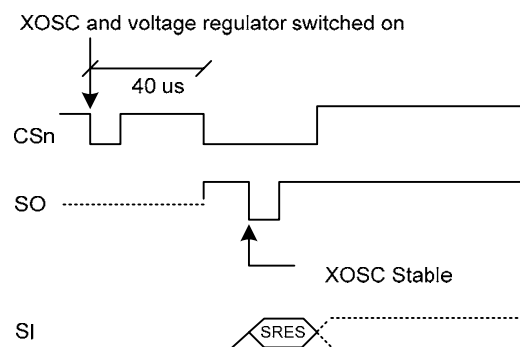 XOSC and voltage regulator switched on
40 us
CSn
SO
XOSC Stable
SI
SRES